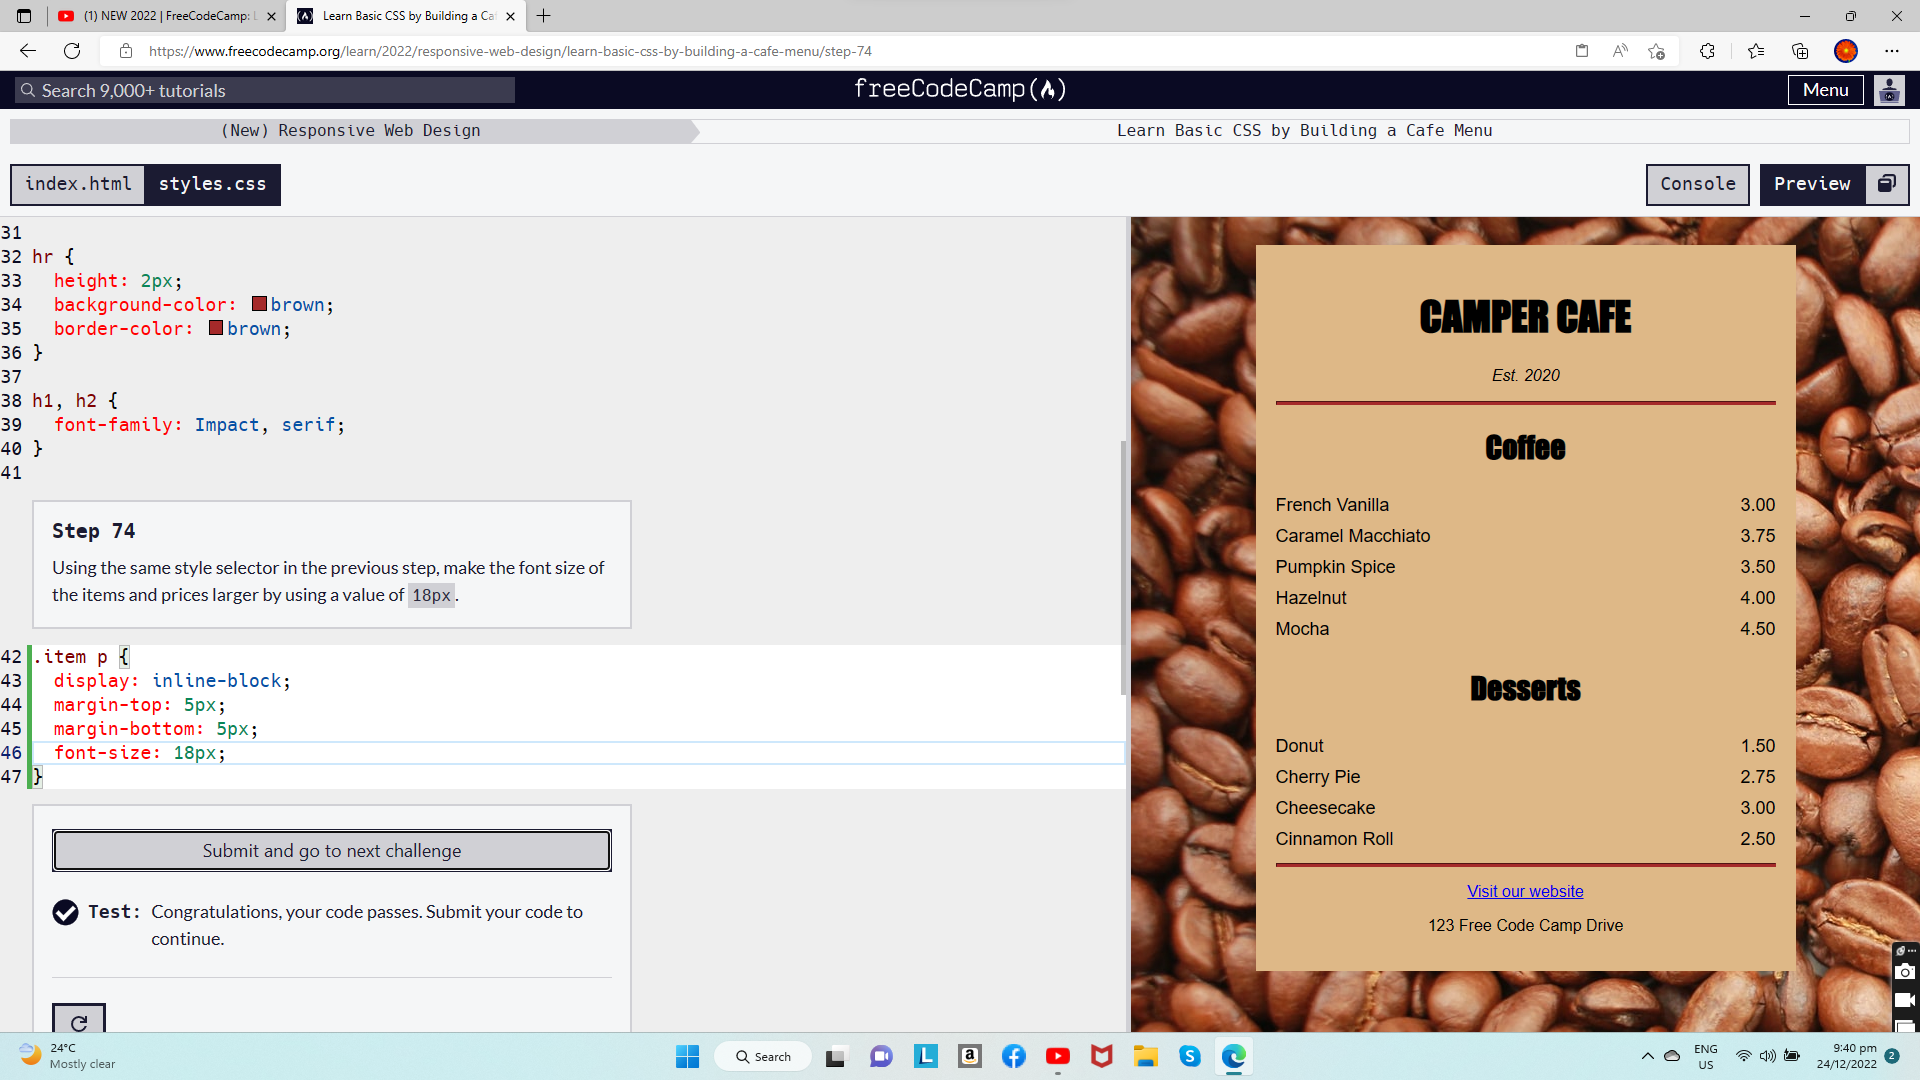 (1) NEW 2022 | FreeCodeCamp:
Learn Basic CSS by Building a Caf
https://www.freecodecamp.org/learn/2022/responsive-web-design/learn-basic-css-by-building-a-cafe-menu/step-74
Search 9,000+ tutorials
freeCodeCamp
Menu
(New) Responsive Web Design
Learn Basic CSS by Building a Cafe Menu
index.html
styles.css
Console
Preview
31
32 hr {
33 height: 2px;
34 background-color: brown;
35 border-color: brown;
36 }
37
38 h1, h2 {
39 font-family: Impact, serif;
40 }
41
Step 74
Using the same style selector in the previous step, make the font size of
the items and prices larger by using a value of 18px.
42 .item p {
43 display: inline-block;
44 margin-top: 5px;
45 margin-bottom: 5px;
46 font-size: 18px;
47 }
Submit and go to next challenge
Test: Congratulations, your code passes. Submit your code to
continue.
CAMPER CAFE
Est. 2020
Coffee
French Vanilla 3.00
Caramel Macchiato 3.75
Pumpkin Spice 3.50
Hazelnut 4.00
Mocha 4.50
Desserts
Donut 1.50
Cherry Pie 2.75
Cheesecake 3.00
Cinnamon Roll 2.50
Visit our website
123 Free Code Camp Drive
24°C
Mostly clear
Search
ENG
US
9:40 pm
24/12/2022
2